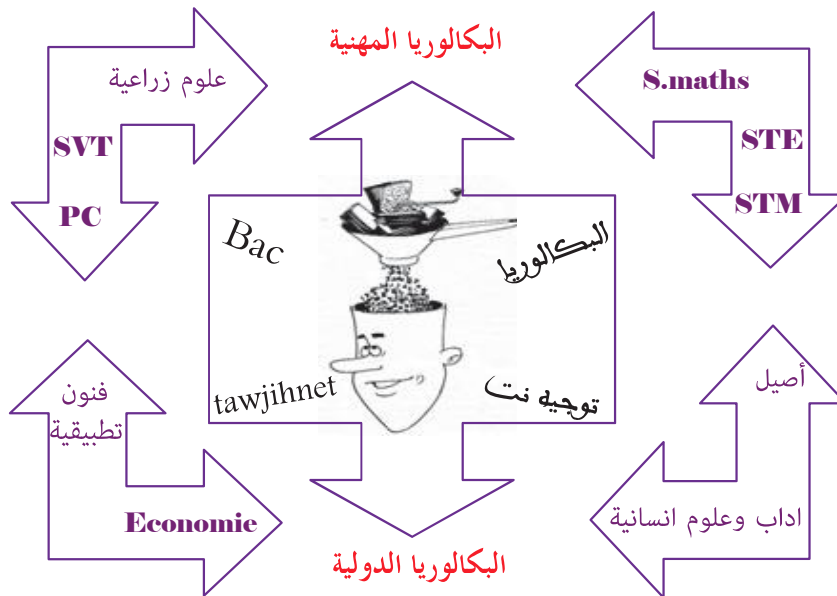 البكالوريا المهنية
علوم زراعية
SVT
PC
S.maths
STE
STM
Bac
البكالوريا
tawjihnet
توجيه نت
فنون
تطبيقية
Economie
أصيل
اداب وعلوم انسانية
البكالوريا الدولية